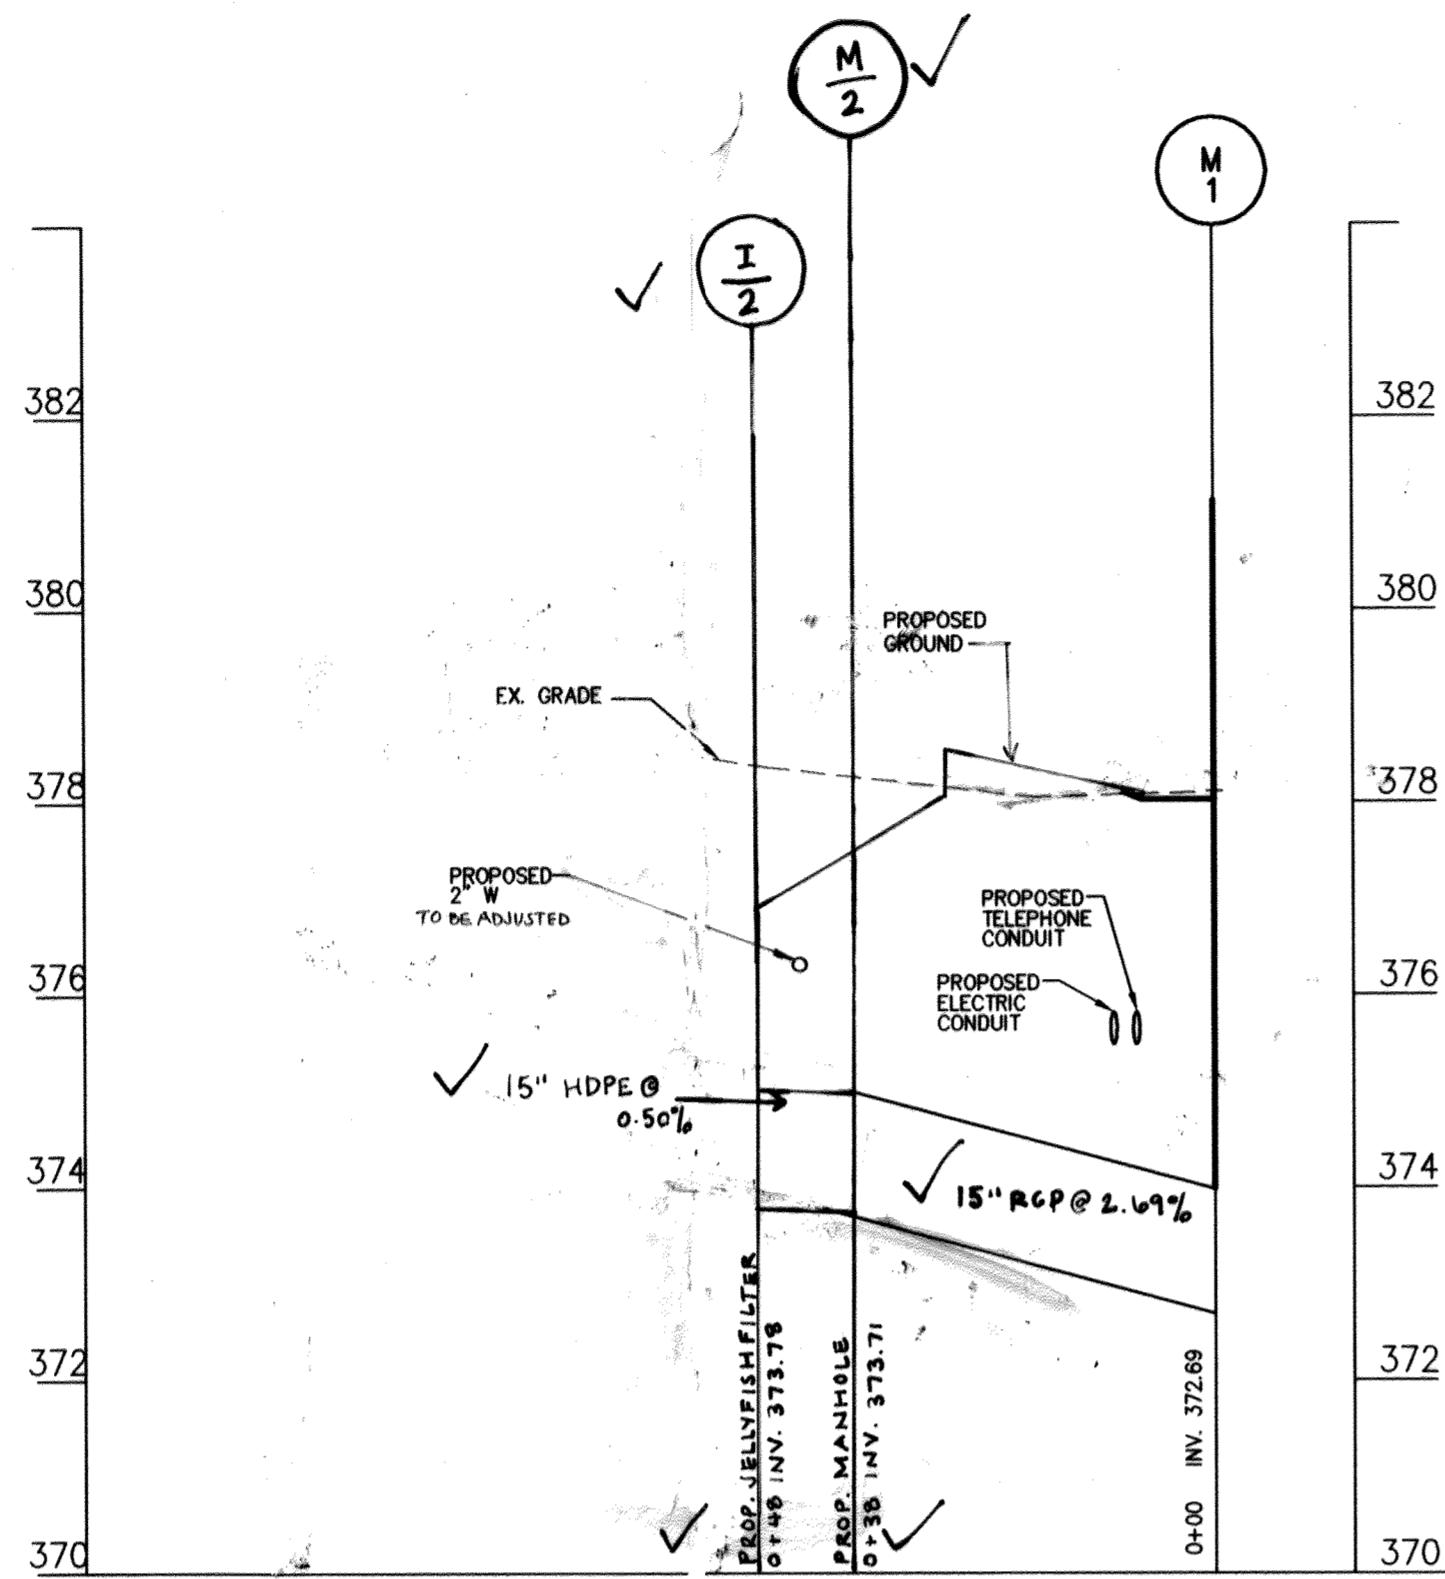 M
2
M
1
I
2
382
382
380
380
PROPOSED
GROUND
EX. GRADE
378
378
PROPOSED
2" W
TO BE ADJUSTED
PROPOSED
TELEPHONE
CONDUIT
376
376
PROPOSED
ELECTRIC
CONDUIT
15" HDPE @
0.50%
374
374
15" RCP @ 2.69%
372
372
PROP. JELLYFISH FILTER
0+48 INV. 373.78
PROP. MANHOLE
0+38 INV. 373.71
0+00 INV. 372.69
370
370